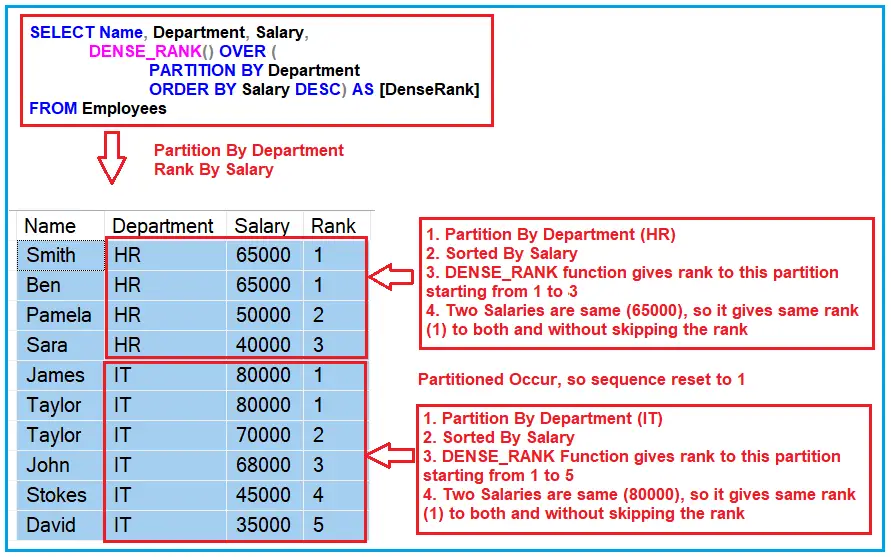 SELECT Name, Department, Salary,
DENSE_RANK() OVER (
PARTITION BY Department
ORDER BY Salary DESC) AS [DenseRank]
FROM Employees
Partition By Department
Rank By Salary
Name Department Salary Rank
Smith HR 65000 1
Ben HR 65000 1
Pamela HR 50000 2
Sara HR 40000 3
James IT 80000 1
Taylor IT 80000 1
Taylor IT 70000 2
John IT 68000 3
Stokes IT 45000 4
David IT 35000 5
1. Partition By Department (HR)
2. Sorted By Salary
3. DENSE_RANK function gives rank to this partition
starting from 1 to 3
4. Two Salaries are same (65000), so it gives same rank
(1) to both and without skipping the rank
Partitioned Occur, so sequence reset to 1
1. Partition By Department (IT)
2. Sorted By Salary
3. DENSE_RANK Function gives rank to this partition
starting from 1 to 5
4. Two Salaries are same (80000), so it gives same rank
(1) to both and without skipping the rank